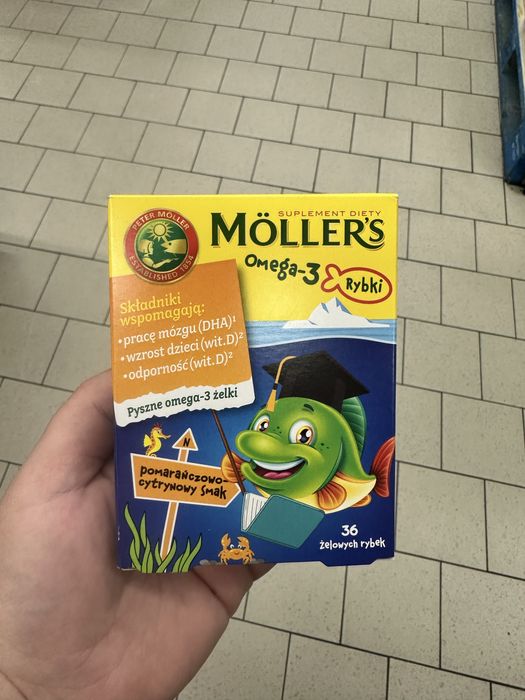 PETER MÖLLER
ESTABLISHED 1854
SUPLEMENT DIETY
MÖLLER'S
Omega-3
Rybki
Składniki
wspomagają:
•pracę mózgu (DHA)¹
•wzrost dzieci (wit.D)²
•odporność (wit.D)²
Pyszne omega-3 żelki
N
pomarańczowo-
cytrynowy smak
36
żelowych rybek